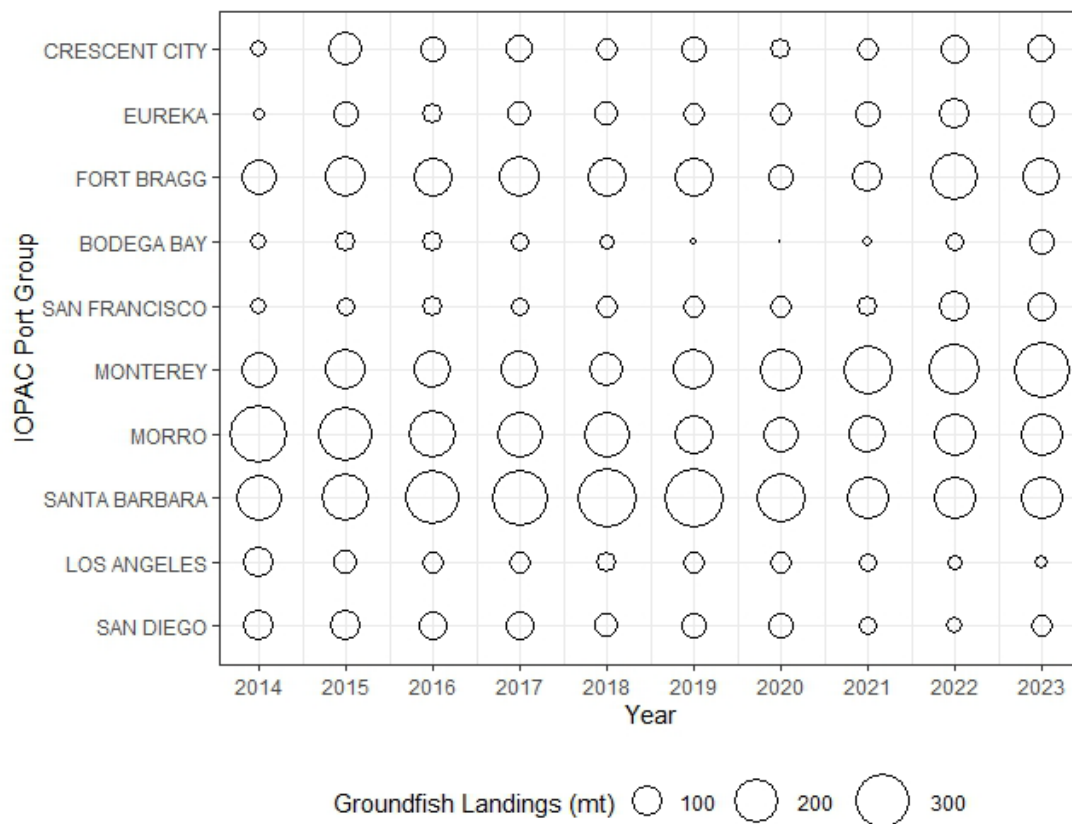 IOPAC Port Group
CRESCENT CITY
EUREKA
FORT BRAGG
BODEGA BAY
SAN FRANCISCO
MONTEREY
MORRO
SANTA BARBARA
LOS ANGELES
SAN DIEGO
2014 2015 2016 2017 2018 2019 2020 2021 2022 2023
Year
Groundfish Landings (mt) 100 200 300